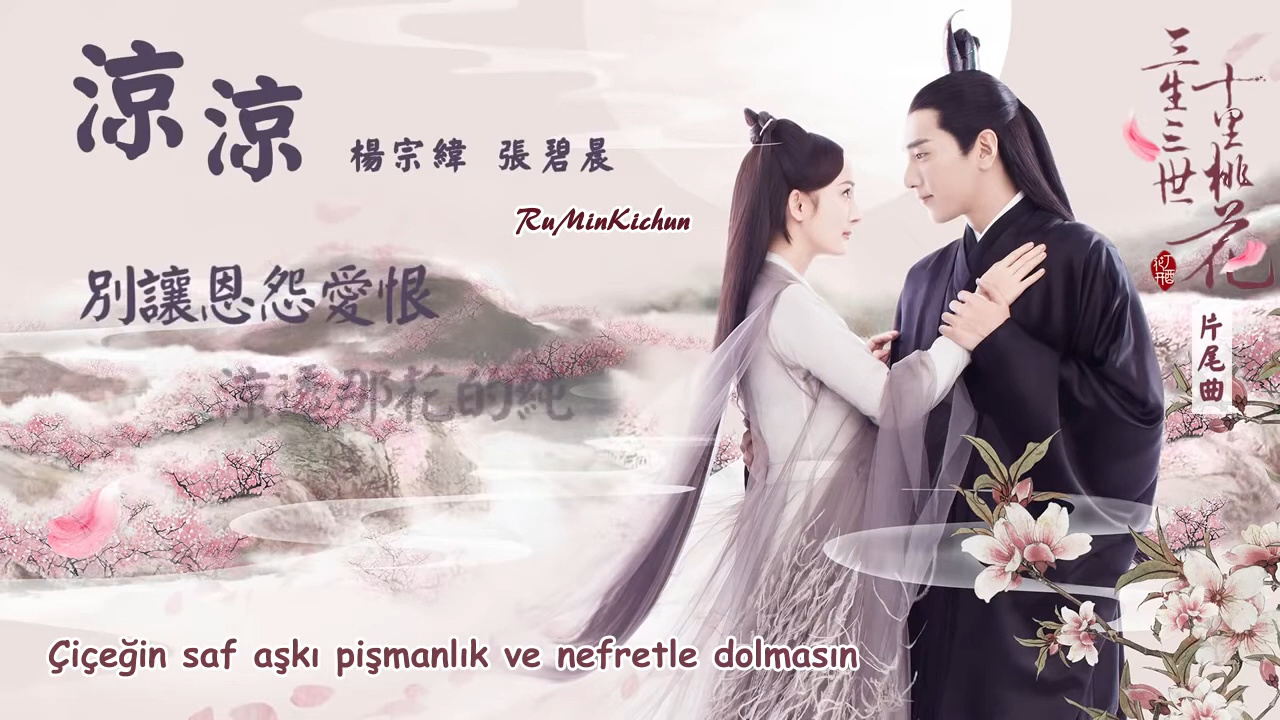 涼涼
楊宗緯 張碧晨
RuMinKichun
別讓恩怨愛恨
涼透那花的純
Çiçeğin saf aşkı pişmanlık ve nefretle dolmasın
三生三世
十里桃花
片尾曲